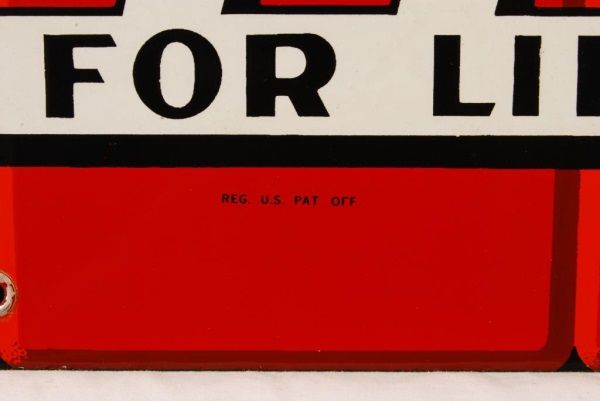 FOR LI
REG. U.S. PAT OFF